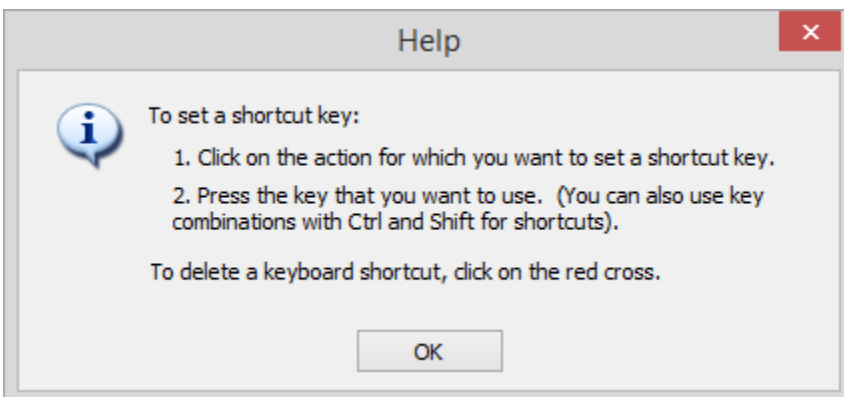 Help
To set a shortcut key:
1. Click on the action for which you want to set a shortcut key.
2. Press the key that you want to use.  (You can also use key
combinations with Ctrl and Shift for shortcuts).
To delete a keyboard shortcut, click on the red cross.
OK